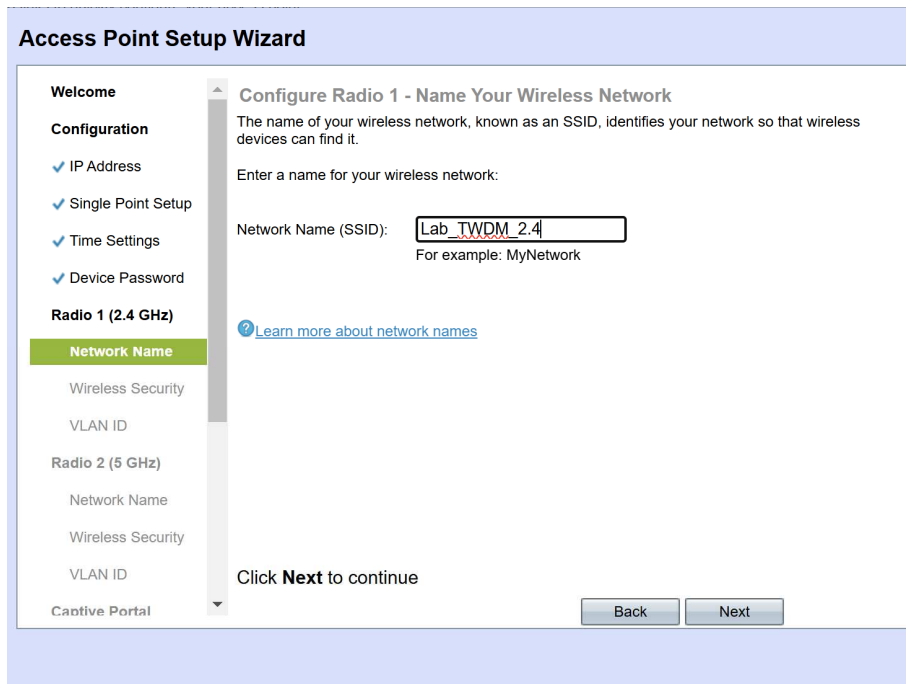 Access Point Setup Wizard
Welcome
Configuration
IP Address
Single Point Setup
Time Settings
Device Password
Radio 1 (2.4 GHz)
Network Name
Wireless Security
VLAN ID
Radio 2 (5 GHz)
Network Name
Wireless Security
VLAN ID
Captive Portal
Configure Radio 1 - Name Your Wireless Network
The name of your wireless network, known as an SSID, identifies your network so that wireless
devices can find it.
Enter a name for your wireless network:
Network Name (SSID): Lab_TWDM_2.4
For example: MyNetwork
?Learn more about network names
Click Next to continue
Back Next